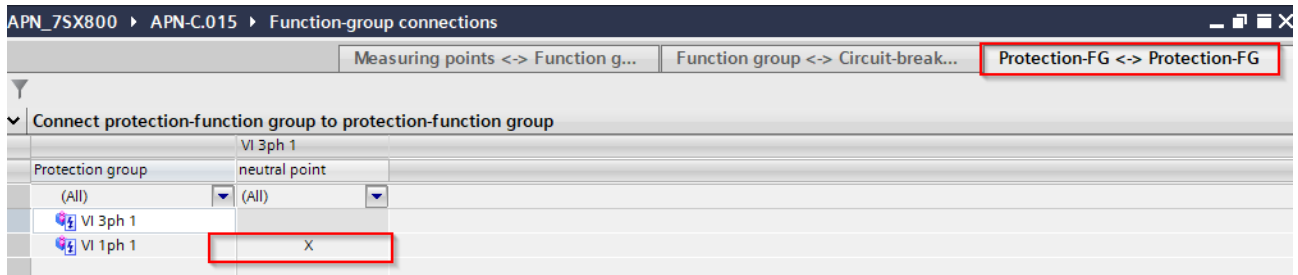 APN_7SX800 ▸ APN-C.015 ▸ Function-group connections
Measuring points <-> Function g... Function group <-> Circuit-break... Protection-FG <-> Protection-FG
Connect protection-function group to protection-function group
VI 3ph 1
Protection group neutral point
(All) (All)
VI 3ph 1
VI 1ph 1 X